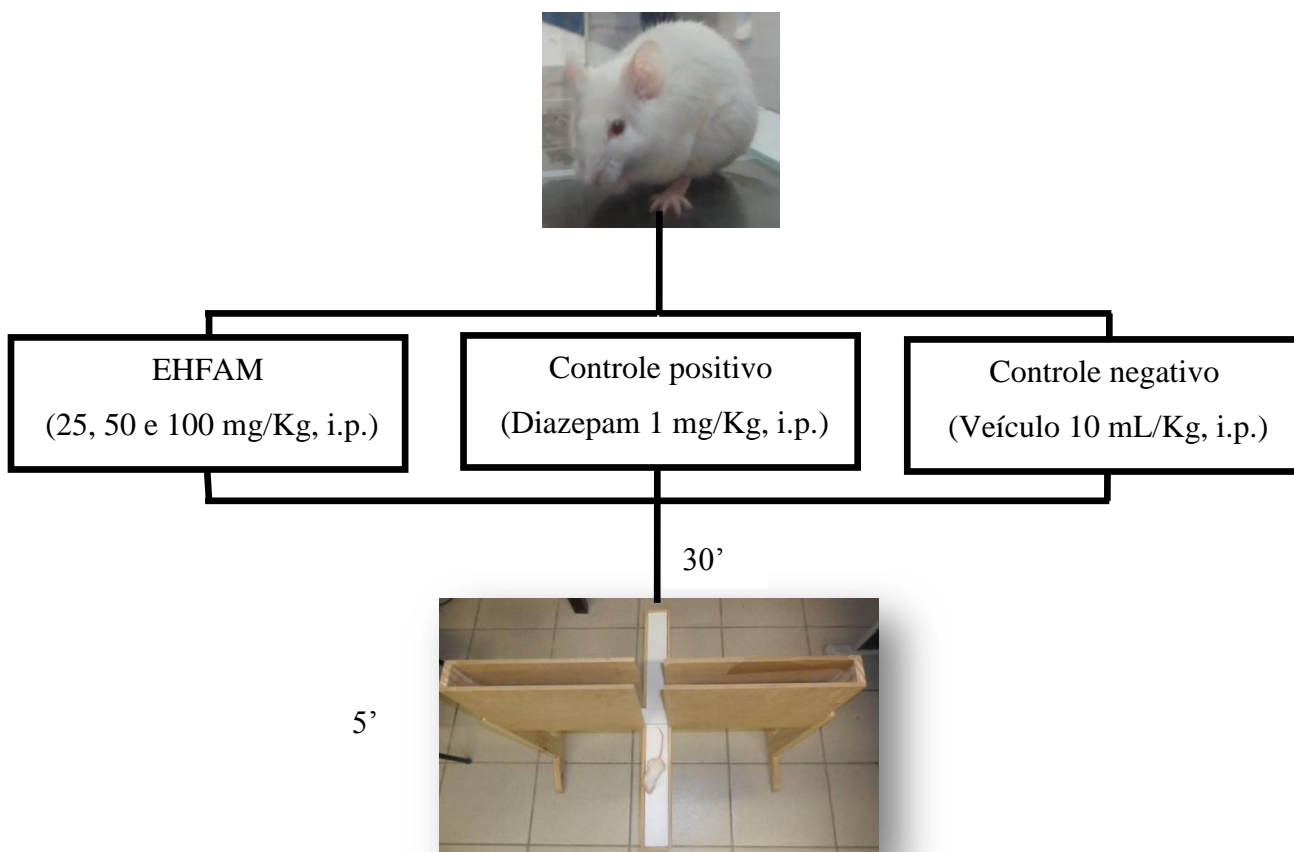 EHFAM
(25, 50 e 100 mg/Kg, i.p.)
Controle positivo
(Diazepam 1 mg/Kg, i.p.)
Controle negativo
(Veículo 10 mL/Kg, i.p.)
30’
5’